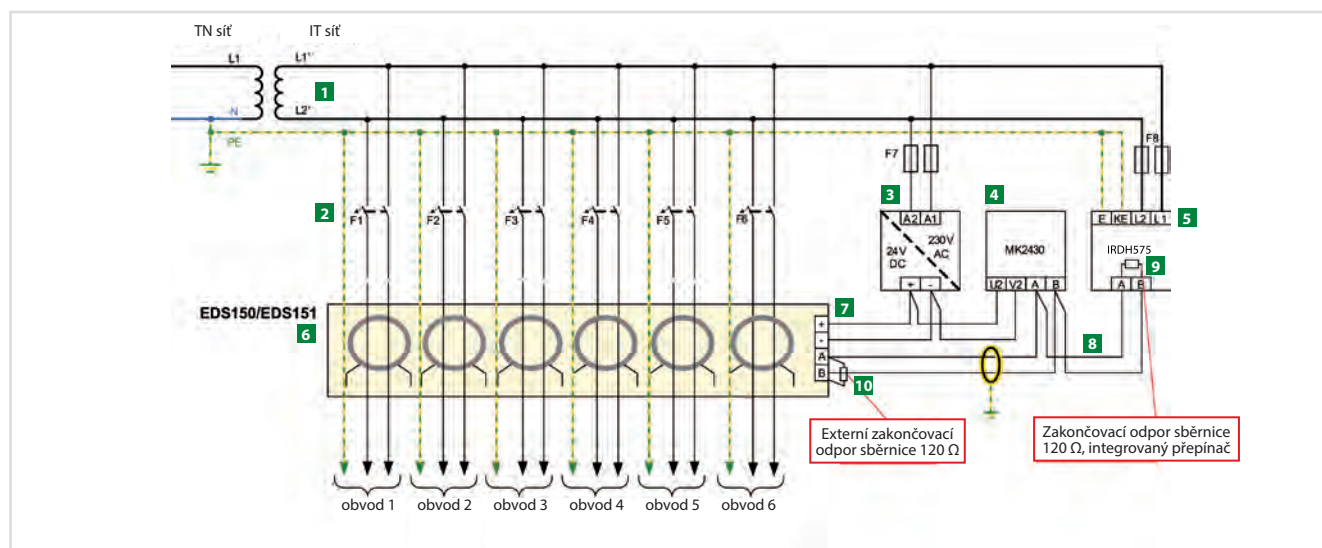 TN síť
IT síť
L1
L1'
1
N
L2'
PE
F7
F8
2
F1
F2
F3
F4
F5
F6
3
4
5
A2 A1
E KE L2 L1
24V DC
230V AC
MK2430
IRDH575
9
+ -
U2 V2 A B
A B
EDS150/EDS151
6
7
+
-
A
B
8
10
Externí zakončovací
odpor sběrnice 120 Ω
Zakončovací odpor sběrnice
120 Ω, integrovaný přepínač
obvod 1
obvod 2
obvod 3
obvod 4
obvod 5
obvod 6